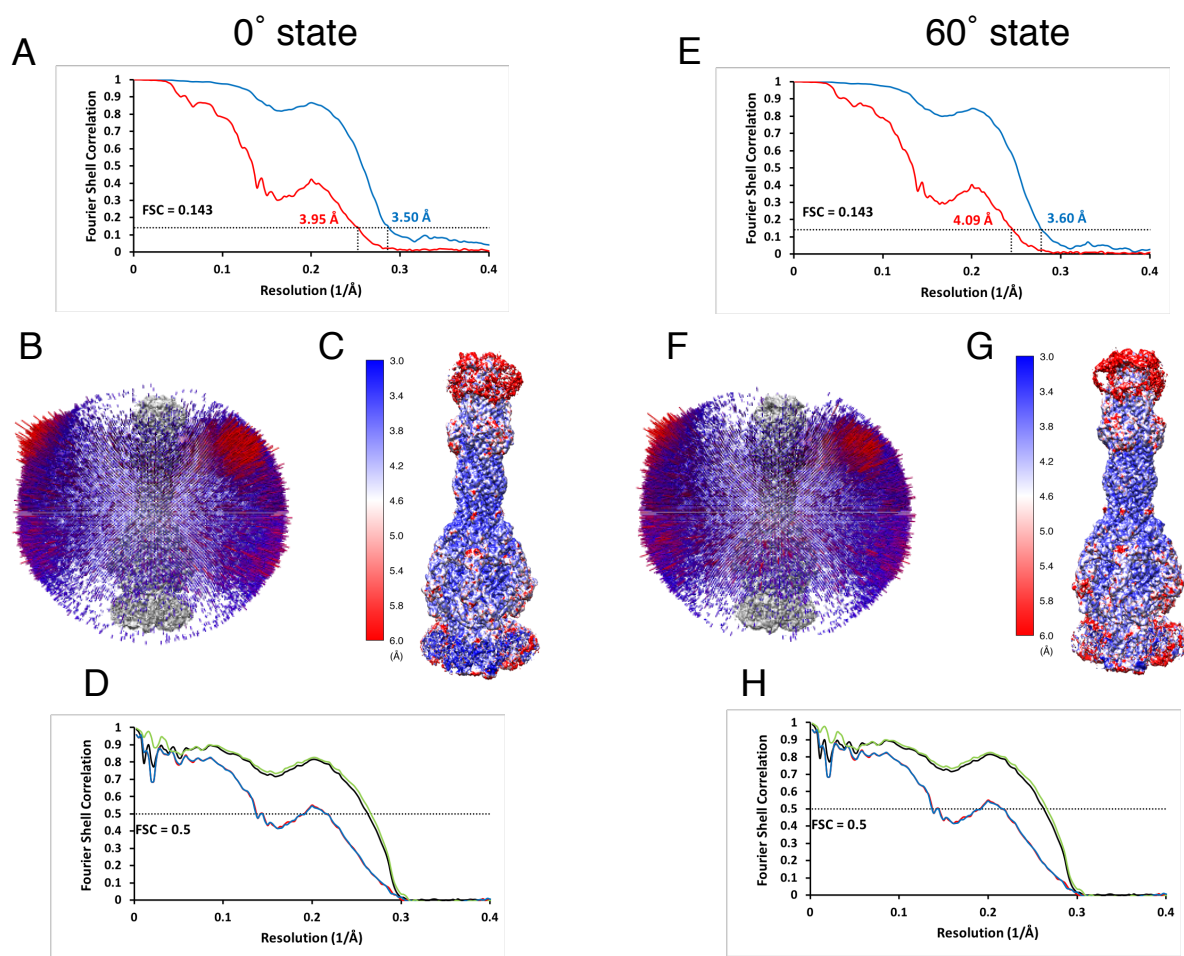 0° state
60° state
A
1
0.9
0.8
0.7
0.6
0.5
0.4
0.3
0.2
0.1
0
Fourier Shell Correlation
FSC = 0.143
3.95 Å
3.50 Å
0 0.1 0.2 0.3 0.4
Resolution (1/Å)
E
1
0.9
0.8
0.7
0.6
0.5
0.4
0.3
0.2
0.1
0
Fourier Shell Correlation
FSC = 0.143
4.09 Å
3.60 Å
0 0.1 0.2 0.3 0.4
Resolution (1/Å)
B
C
3.0
3.4
3.8
4.2
4.6
5.0
5.4
5.8
6.0
(Å)
F
G
3.0
3.4
3.8
4.2
4.6
5.0
5.4
5.8
6.0
(Å)
D
1
0.9
0.8
0.7
0.6
0.5
0.4
0.3
0.2
0.1
0
Fourier Shell Correlation
FSC = 0.5
0 0.1 0.2 0.3 0.4
Resolution (1/Å)
H
1
0.9
0.8
0.7
0.6
0.5
0.4
0.3
0.2
0.1
0
Fourier Shell Correlation
FSC = 0.5
0 0.1 0.2 0.3 0.4
Resolution (1/Å)